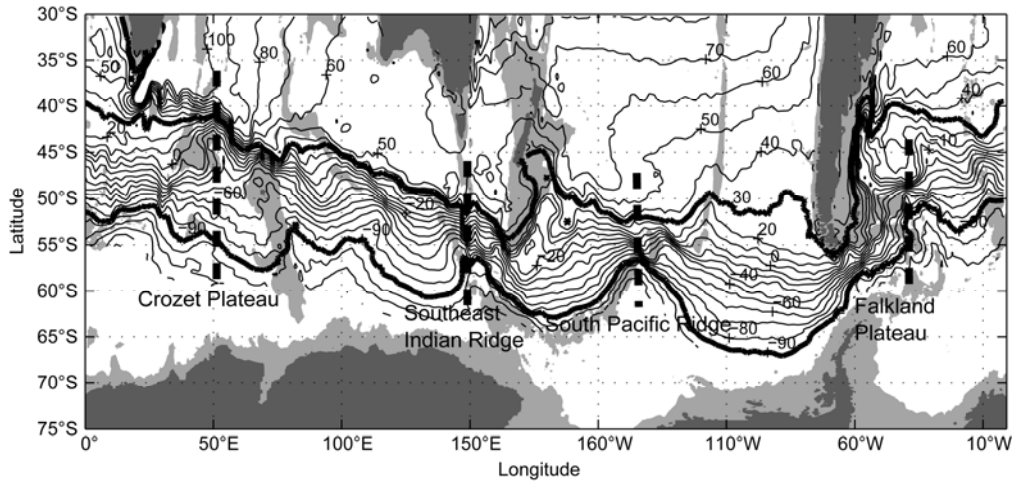 30°S
35°S
40°S
45°S
50°S
55°S
60°S
65°S
70°S
75°S
Latitude
100
80
60
50
20
0
-60
-90
-90
50
-20
-90
-20
70
60
50
40
30
20
0
-40
-60
-80
-90
60
40
-10
Crozet Plateau
Southeast
Indian Ridge
South Pacific Ridge
Falkland
Plateau
0°
50°E
100°E
150°E
160°W
110°W
60°W
10°W
Longitude